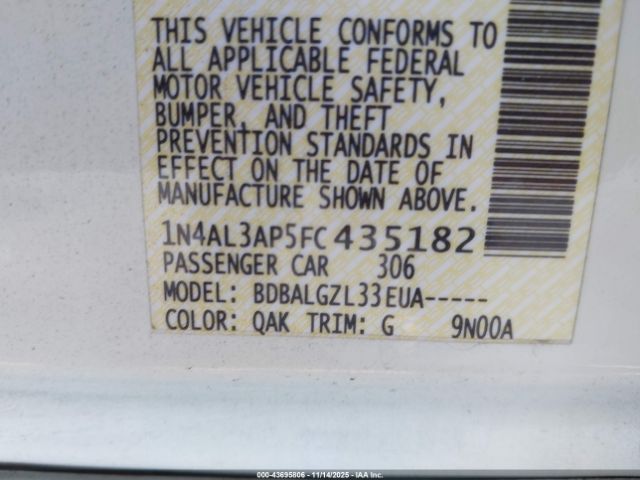 THIS VEHICLE CONFORMS TO
ALL APPLICABLE FEDERAL
MOTOR VEHICLE SAFETY,
BUMPER, AND THEFT
PREVENTION STANDARDS IN
EFFECT ON THE DATE OF
MANUFACTURE SHOWN ABOVE.
1N4AL3AP5FC435182
PASSENGER CAR 306
MODEL: BDBALGZL33EUA-----
COLOR: QAK TRIM: G 9N00A
000-43695806 - 11/14/2025 - IAA Inc.